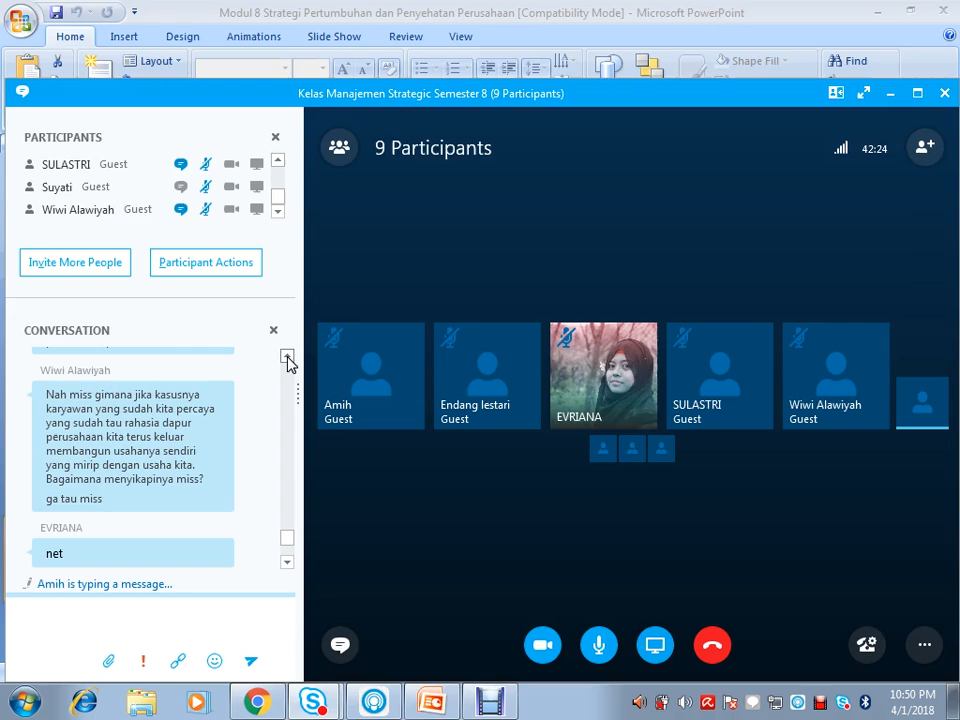 Modul 8 Strategi Pertumbuhan dan Penyehatan Perusahaan [Compatibility Mode] - Microsoft PowerPoint
Home Insert Design Animations Slide Show Review View
Layout
Shape Fill
Find
Kelas Manajemen Strategic Semester 8 (9 Participants)
PARTICIPANTS
SULASTRI Guest
Suyati Guest
Wiwi Alawiyah Guest
Invite More People
Participant Actions
CONVERSATION
Wiwi Alawiyah
Nah miss gimana jika kasusnya
karyawan yang sudah kita percaya
yang sudah tau rahasia dapur
perusahaan kita terus keluar
membangun usahanya sendiri
yang mirip dengan usaha kita.
Bagaimana menyikapinya miss?
ga tau miss
EVRIANA
net
Amih is typing a message...
9 Participants
42:24
Amih
Guest
Endang lestari
Guest
EVRIANA
SULASTRI
Guest
Wiwi Alawiyah
Guest
10:50 PM
4/1/2018